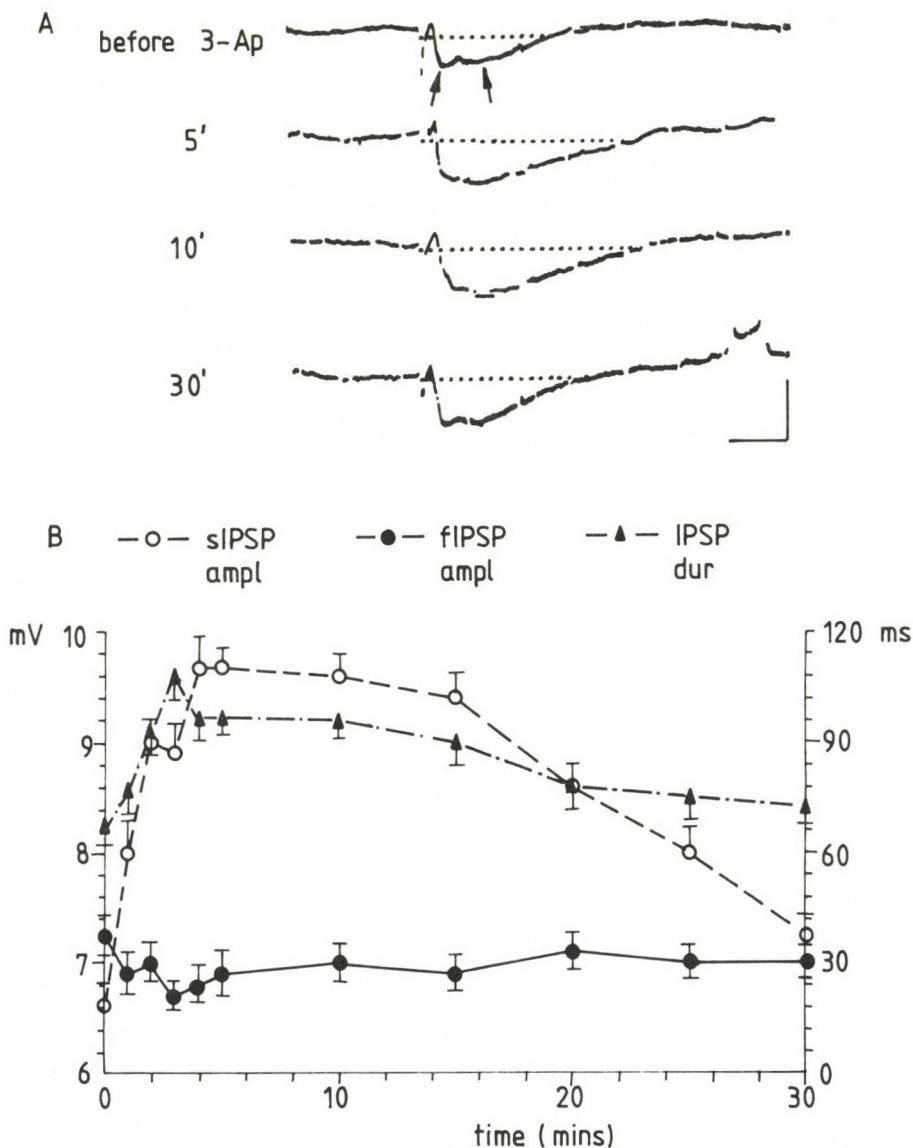 A
before 3-Ap
5'
10'
30'
B
sIPSP ampl
fIPSP ampl
IPSP dur
mV
10
9
8
7
6
120
ms
90
60
30
0
0
10
20
30
time (mins)